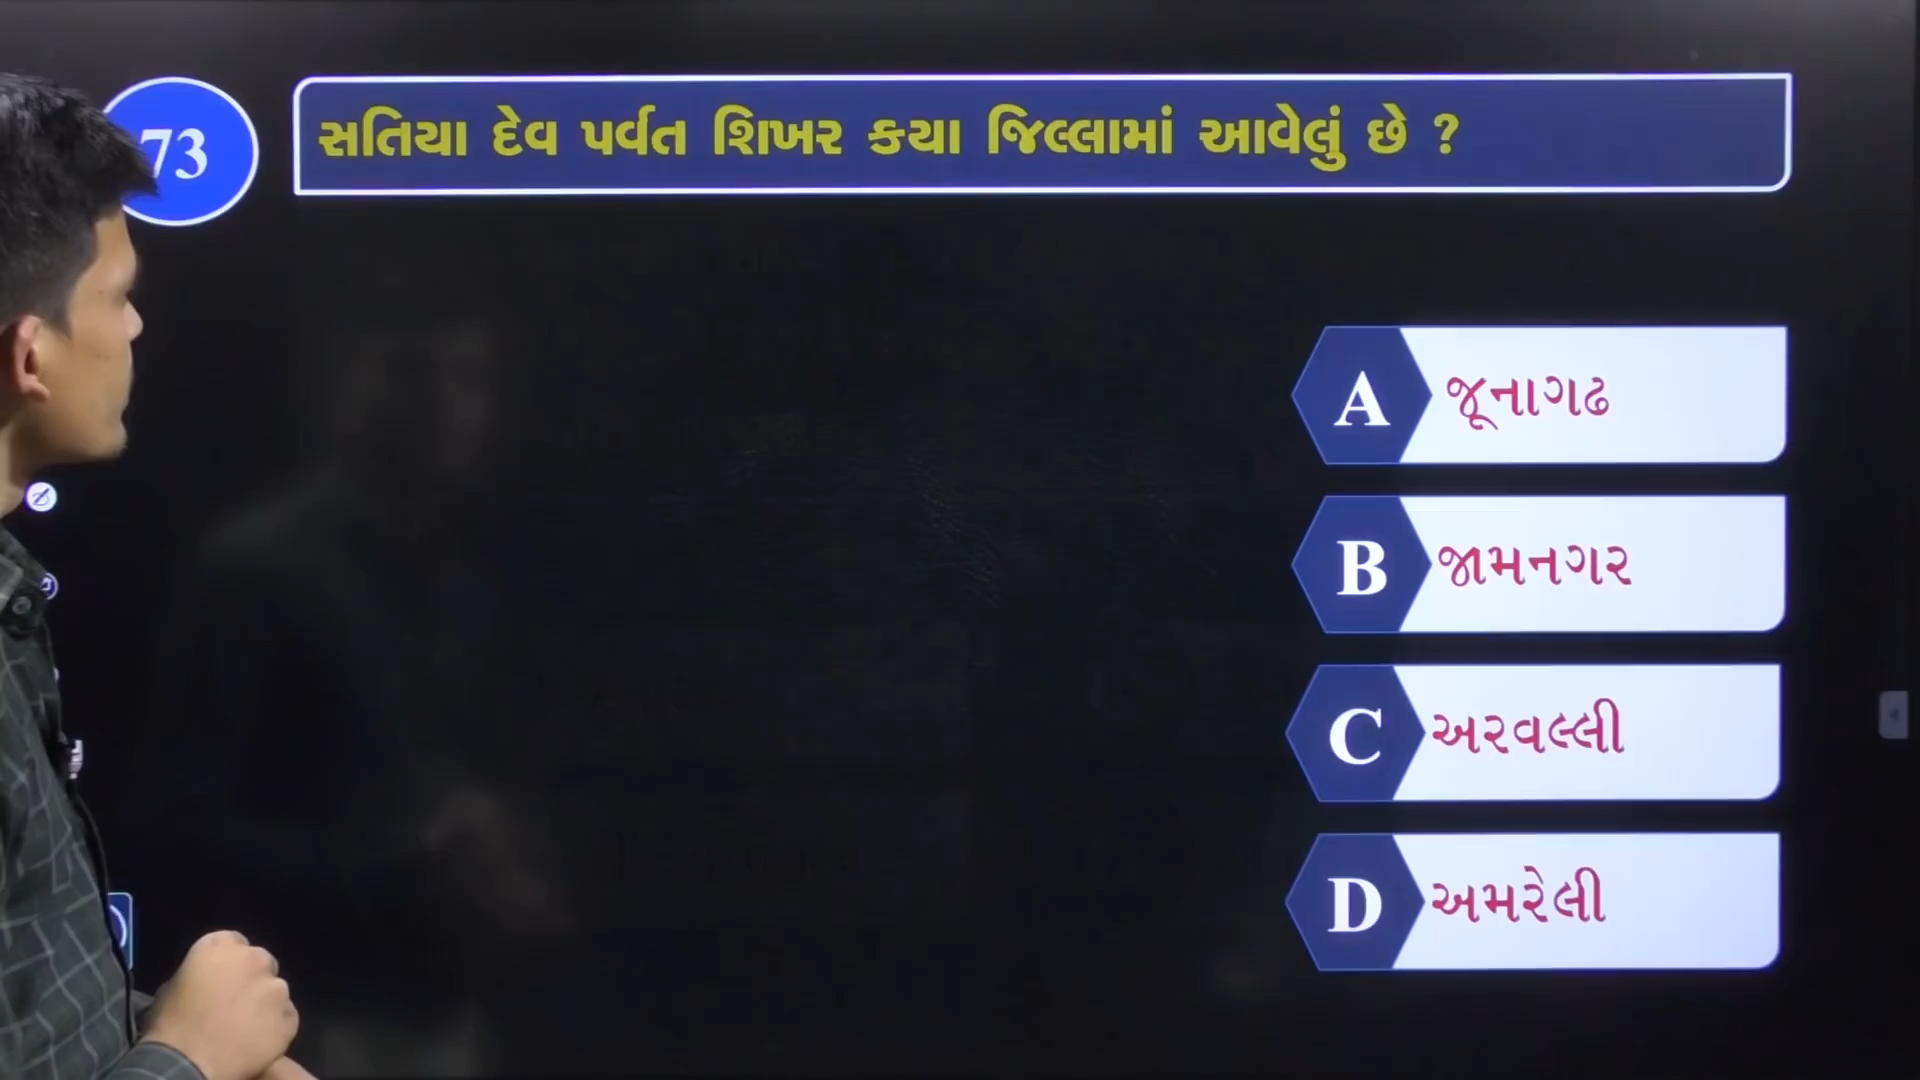 73
સતિયા દેવ પર્વત શિખર કયા જિલ્લામાં આવેલું છે ?
A જૂનાગઢ
B જામનગર
C અરવલ્લી
D અમરેલી